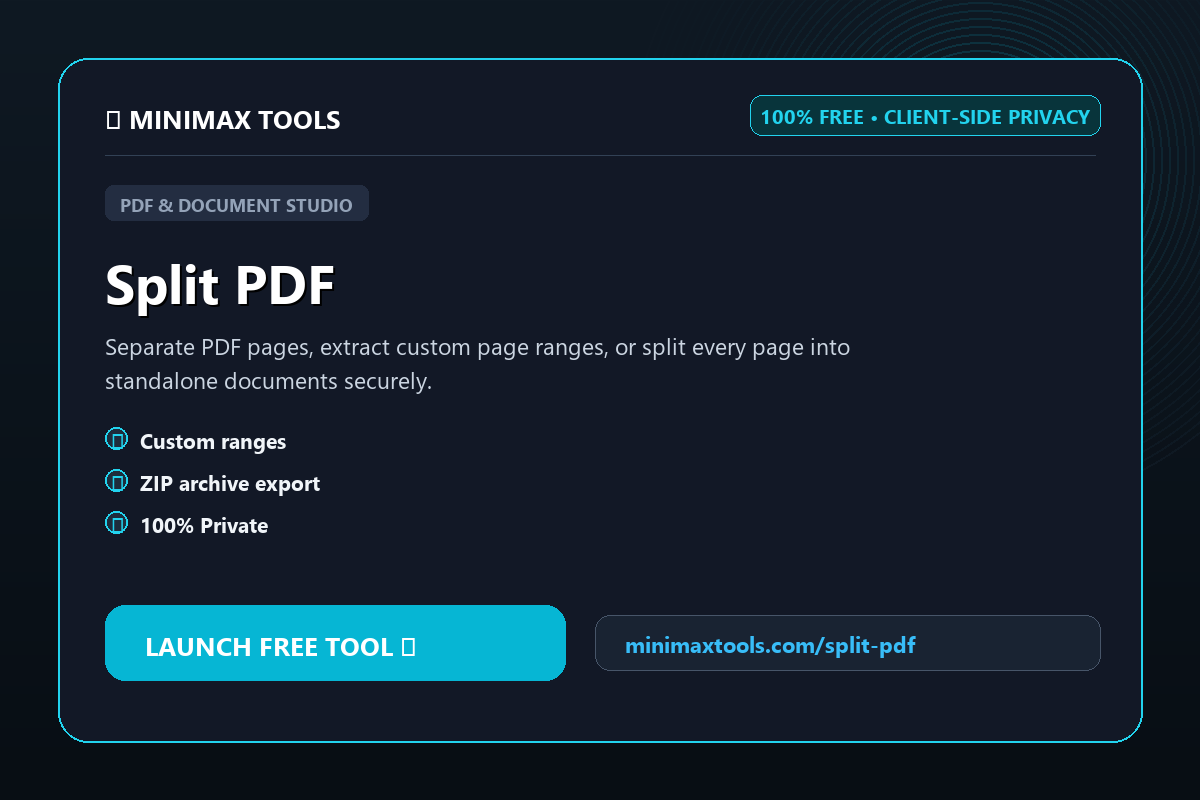 MINIMAX TOOLS
100% FREE • CLIENT-SIDE PRIVACY
PDF & DOCUMENT STUDIO
Split PDF
Separate PDF pages, extract custom page ranges, or split every page into
standalone documents securely.
Custom ranges
ZIP archive export
100% Private
LAUNCH FREE TOOL
minimaxtools.com/split-pdf